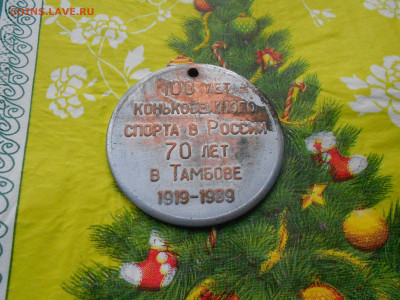 COINS.LAVE.RU
100 ЛЕТ
КОНЬКОБЕЖНОГО
СПОРТА В РОССИИ
70 ЛЕТ
В ТАМБОВЕ
1919-1989